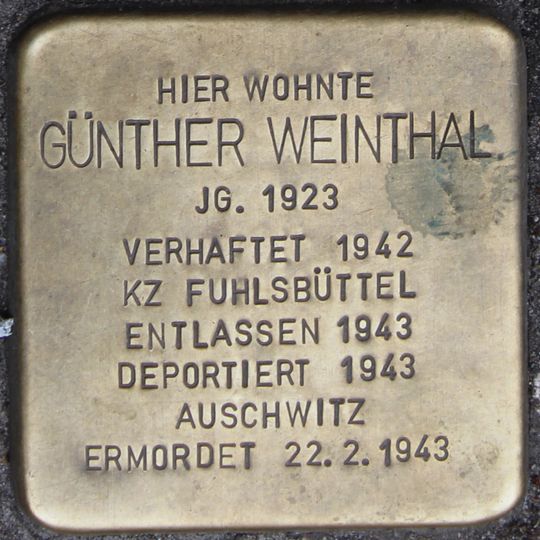 HIER WOHNTE
GÜNTHER WEINTHAL
JG. 1923
VERHAFTET 1942
KZ FUHLSBÜTTEL
ENTLASSEN 1943
DEPORTIERT 1943
AUSCHWITZ
ERMORDET 22.2.1943